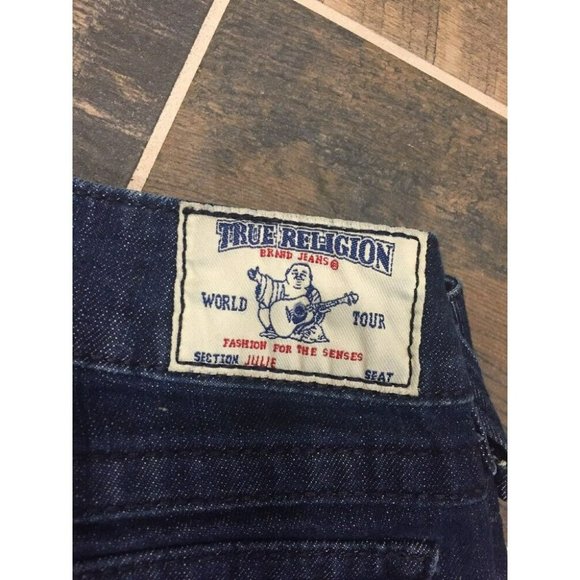 TRUE RELIGION
BRAND JEANS®
WORLD TOUR
FASHION FOR THE SENSES
SECTION JULIE SEAT